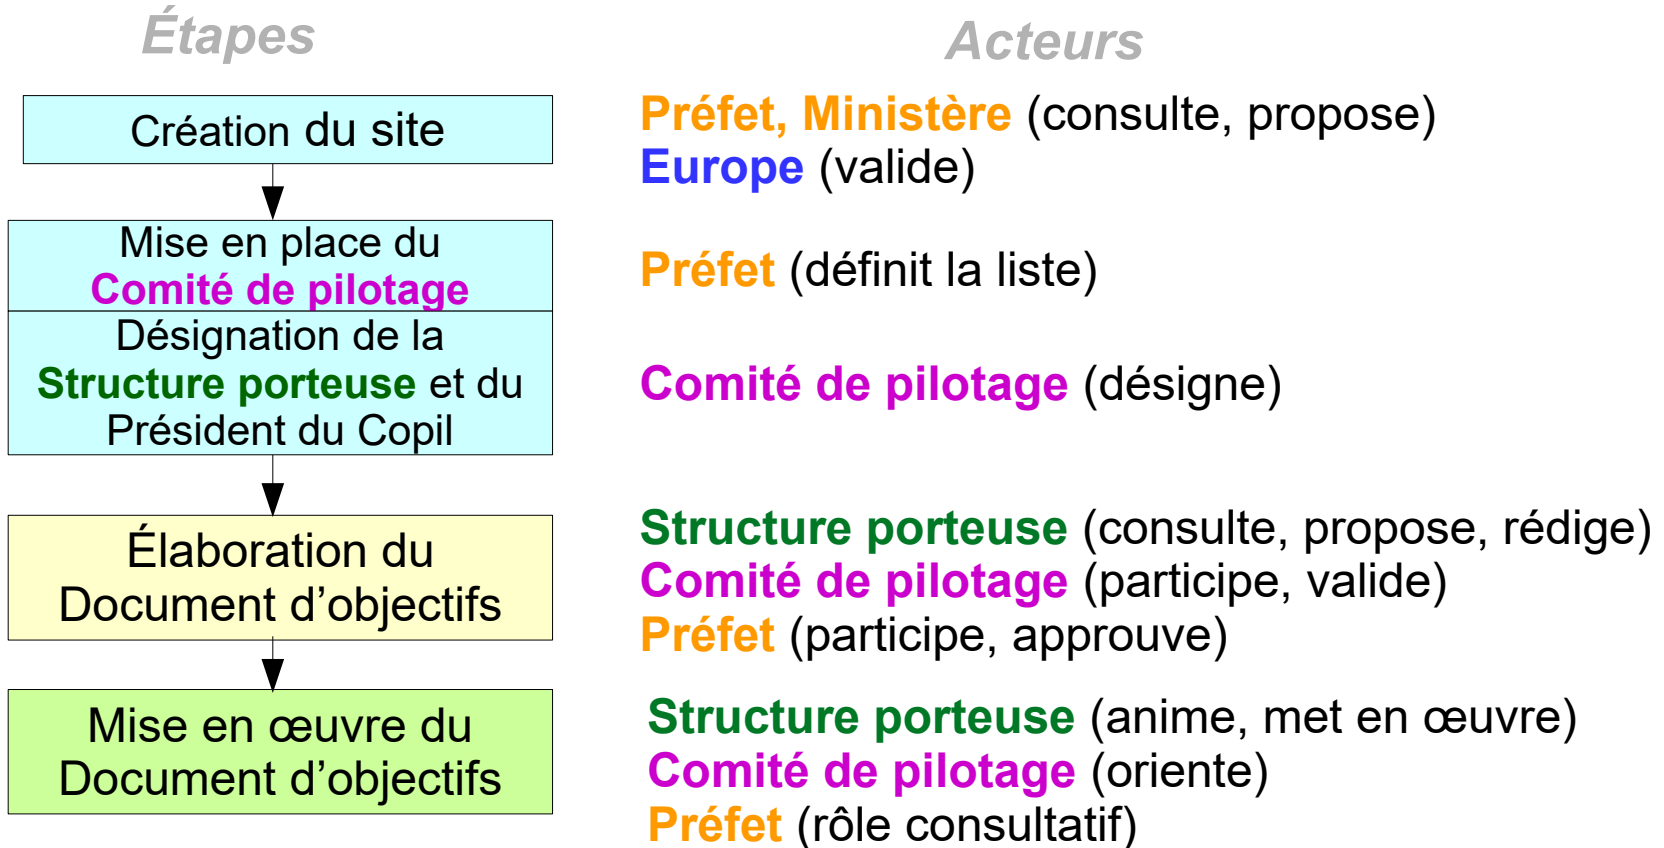 Étapes
Acteurs
Création du site
Préfet, Ministère (consulte, propose)
Europe (valide)
Mise en place du
Comité de pilotage
Préfet (définit la liste)
Désignation de la
Structure porteuse et du
Président du Copil
Comité de pilotage (désigne)
Élaboration du
Document d’objectifs
Structure porteuse (consulte, propose, rédige)
Comité de pilotage (participe, valide)
Préfet (participe, approuve)
Mise en œuvre du
Document d’objectifs
Structure porteuse (anime, met en œuvre)
Comité de pilotage (oriente)
Préfet (rôle consultatif)